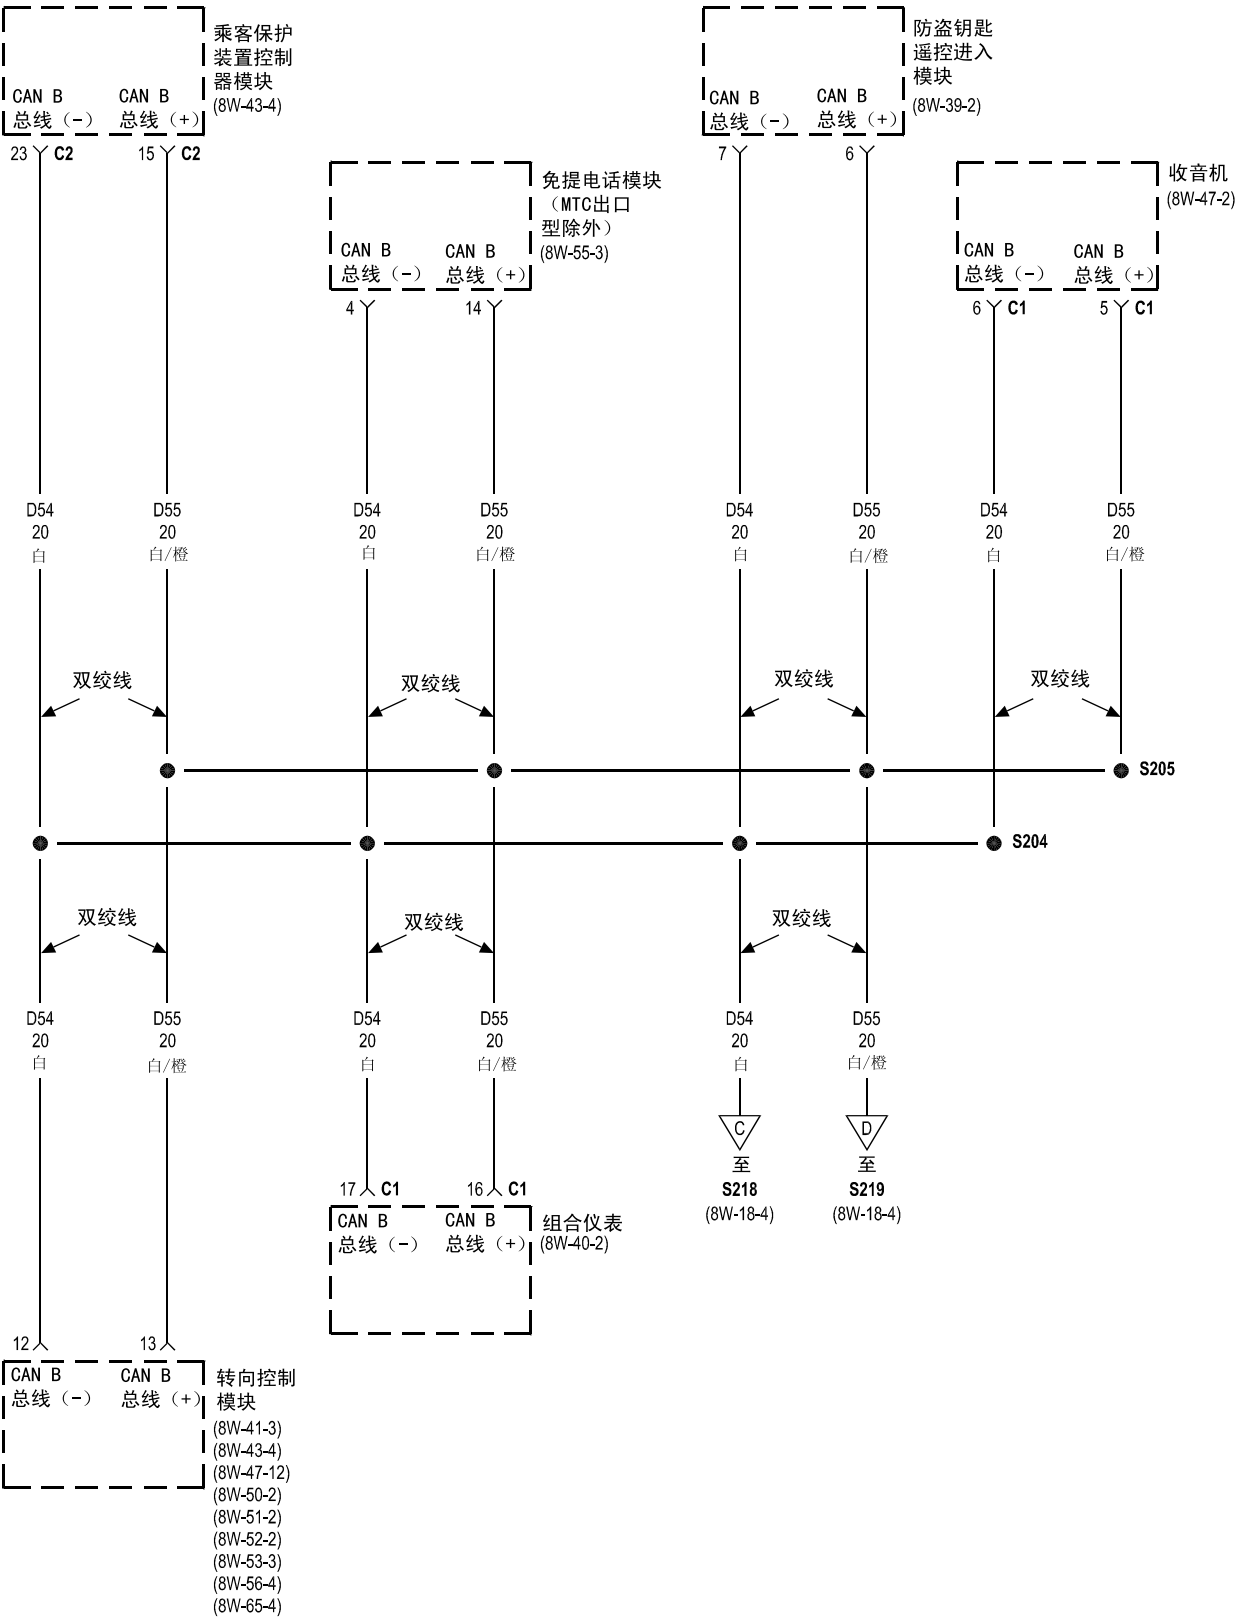 乘客保护
装置控制
器模块
(8W-43-4)
CAN B
总线（-）
CAN B
总线（+）
23
C2
15
C2
免提电话模块
（MTC出口
型除外）
(8W-55-3)
CAN B
总线（-）
CAN B
总线（+）
4
14
防盗钥匙
遥控进入
模块
(8W-39-2)
CAN B
总线（-）
CAN B
总线（+）
7
6
收音机
(8W-47-2)
CAN B
总线（-）
CAN B
总线（+）
6
C1
5
C1
D54
20
白
D55
20
白/橙
D54
20
白
D55
20
白/橙
D54
20
白
D55
20
白/橙
D54
20
白
D55
20
白/橙
双绞线
双绞线
双绞线
双绞线
S205
S204
双绞线
双绞线
双绞线
D54
20
白
D55
20
白/橙
D54
20
白
D55
20
白/橙
D54
20
白
D55
20
白/橙
C
至
S218
(8W-18-4)
D
至
S219
(8W-18-4)
17
C1
16
C1
CAN B
总线（-）
CAN B
总线（+）
组合仪表
(8W-40-2)
12
13
CAN B
总线（-）
CAN B
总线（+）
转向控制
模块
(8W-41-3)
(8W-43-4)
(8W-47-12)
(8W-50-2)
(8W-51-2)
(8W-52-2)
(8W-53-3)
(8W-56-4)
(8W-65-4)